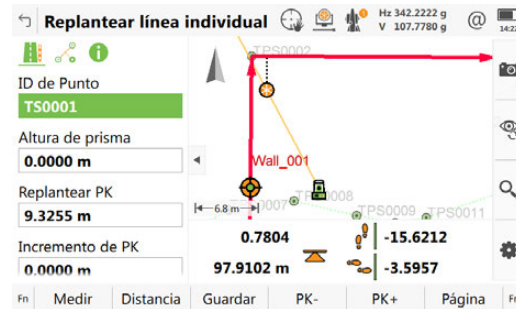 Replantear línea individual
Hz 342.2222 g
V 107.7780 g
@
ID de Punto
TS0001
Altura de prisma
0.0000 m
Replantear PK
9.3255 m
Incremento de PK
0.0000 m
TPS0002
Wall_001
TPS0009
TPS0011
6.8 m
0.7804
-15.6212
97.9102 m
-3.5957
Fn Medir Distancia Guardar PK- PK+ Página